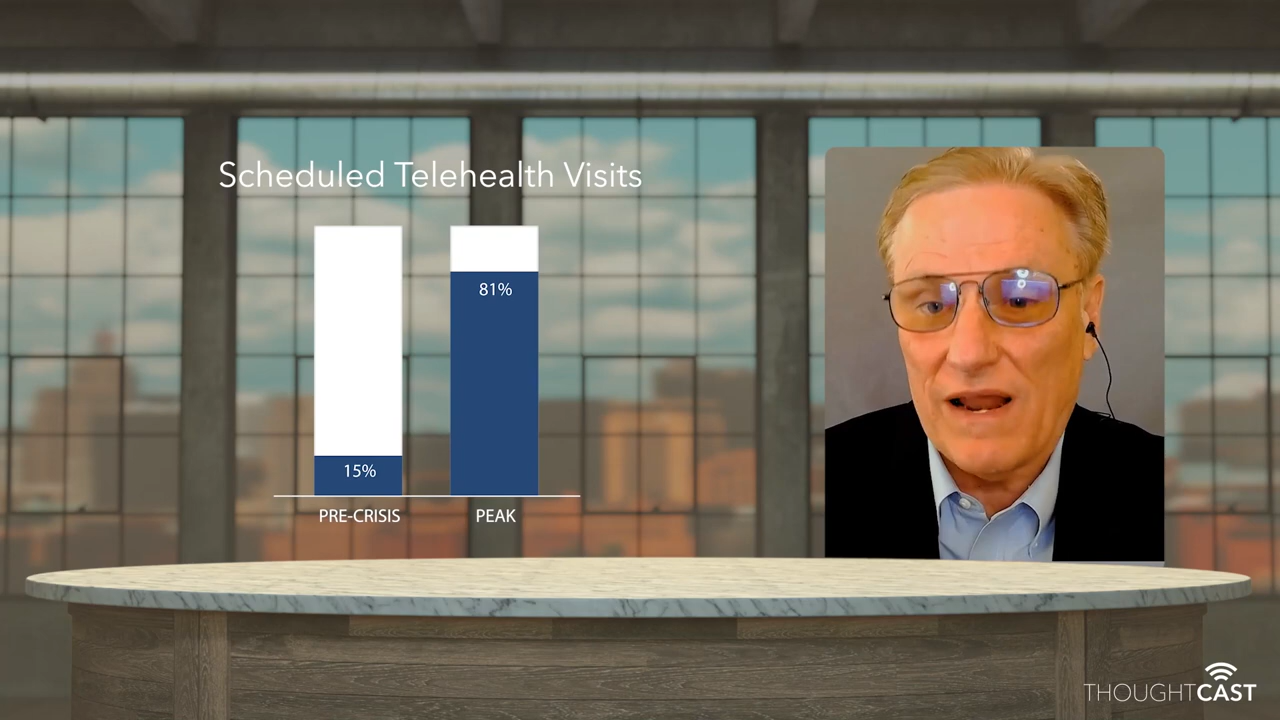 Scheduled Telehealth Visits
81%
15%
PRE-CRISIS
PEAK
THOUGHTCAST